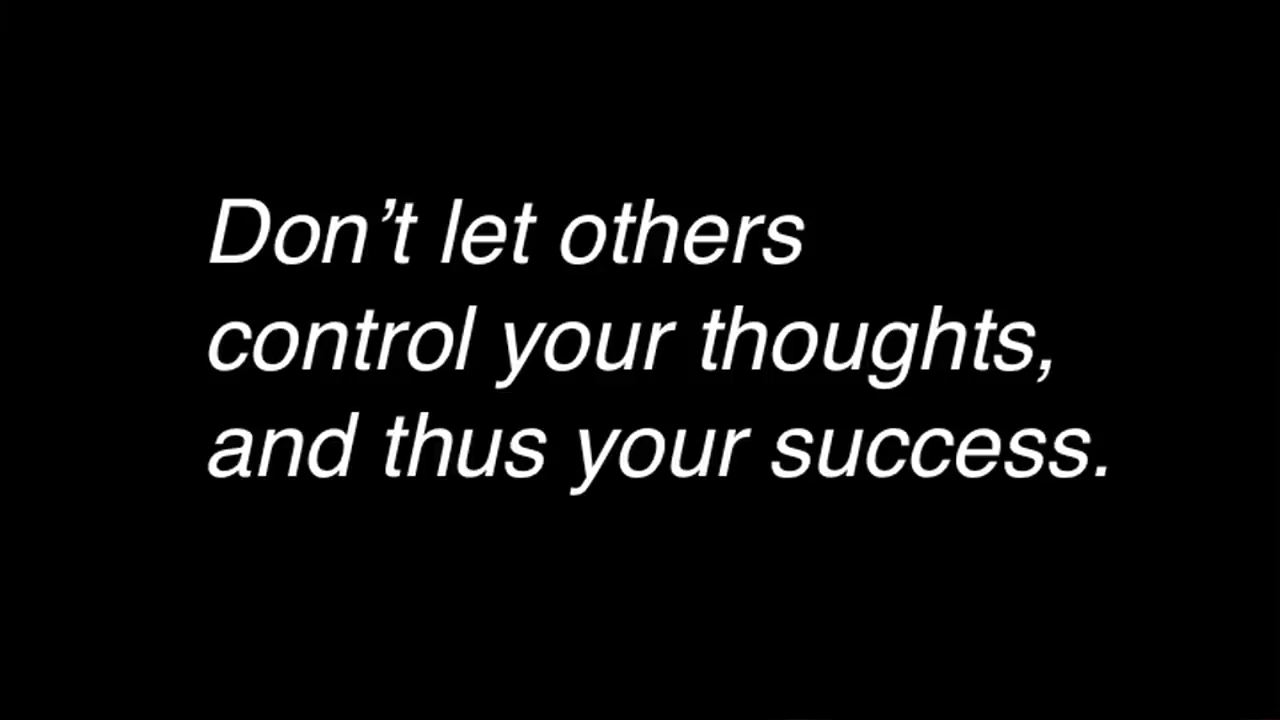 Don’t let others
control your thoughts,
and thus your success.